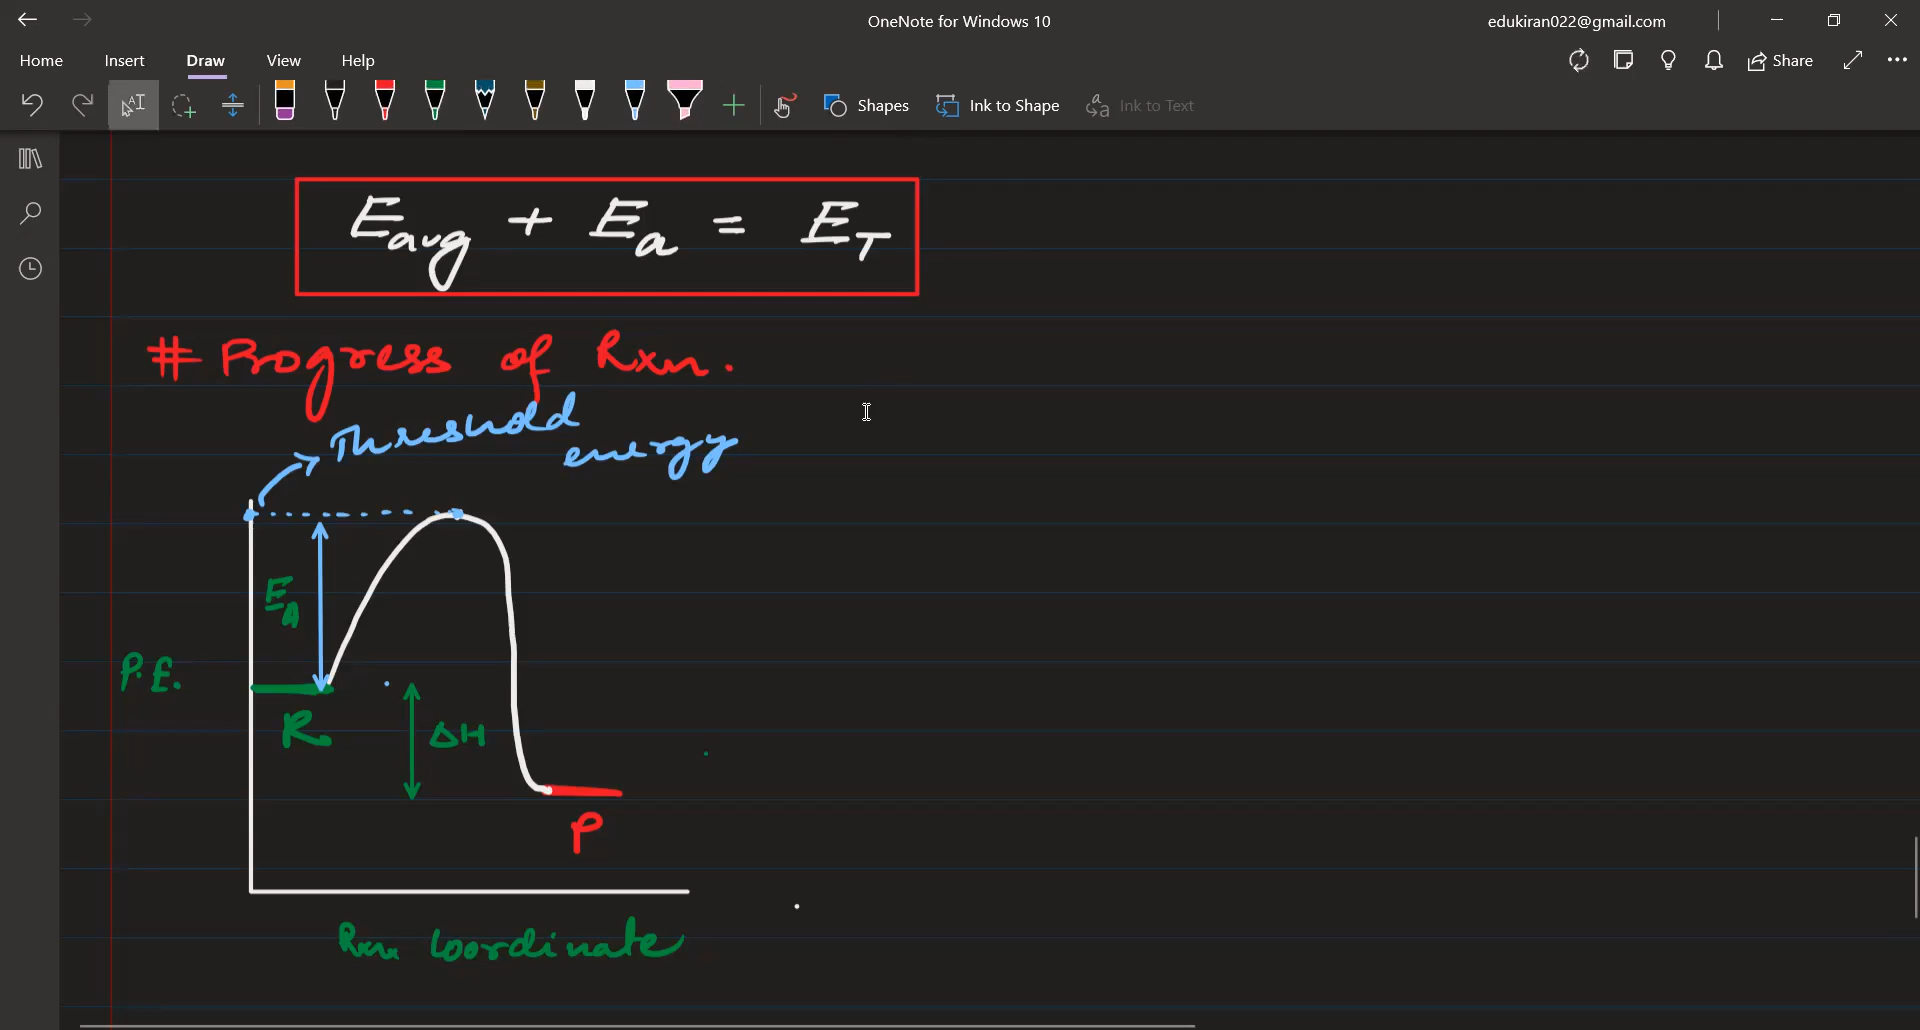 OneNote for Windows 10
edukiran022@gmail.com
Home Insert Draw View Help
Share
Shapes Ink to Shape Ink to Text
Eavg + Ea = ET
# Progress of Rxn.
Threshold
energy
EA
P.E.
R
ΔH
P
Rxn Coordinate